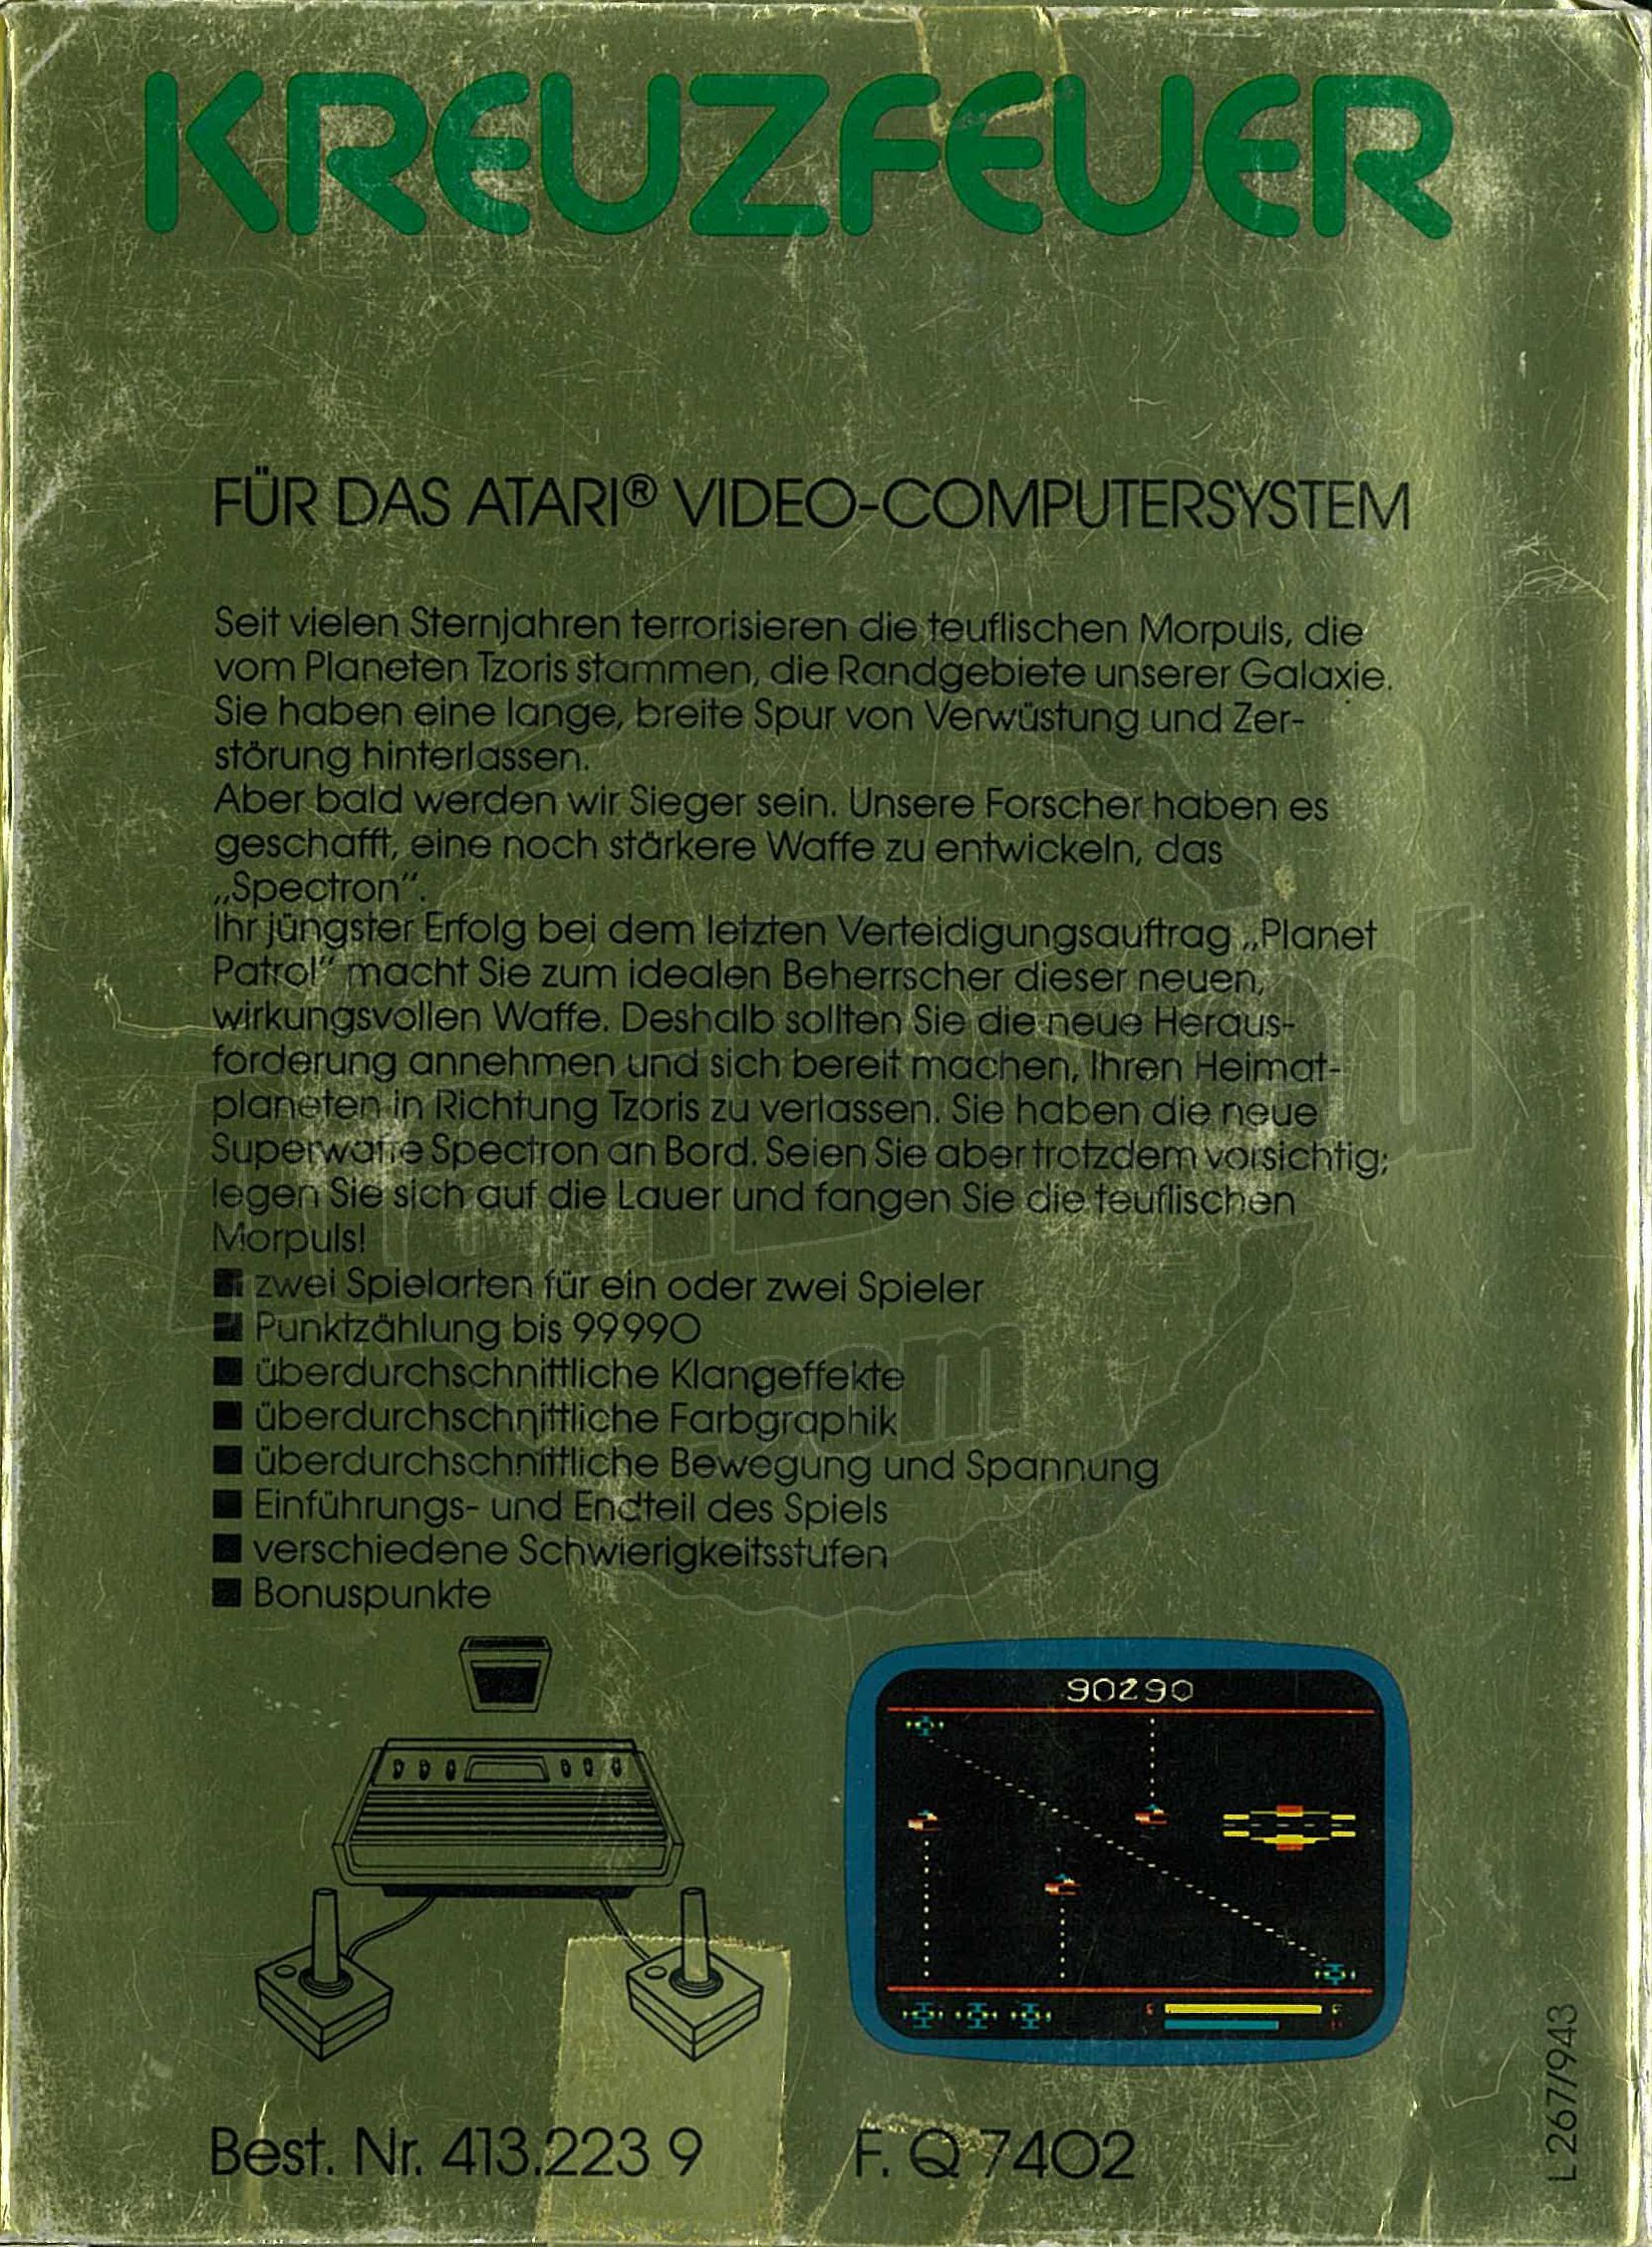 KREUZFEUER
FÜR DAS ATARI® VIDEO-COMPUTERSYSTEM
Seit vielen Sternjahren terrorisieren die teuflischen Morpuls, die
vom Planeten Tzoris stammen, die Randgebiete unserer Galaxie.
Sie haben eine lange, breite Spur von Verwüstung und Zer-
störung hinterlassen.
Aber bald werden wir Sieger sein. Unsere Forscher haben es
geschafft, eine noch stärkere Waffe zu entwickeln, das
„Spectron“.
Ihr jüngster Erfolg bei dem letzten Verteidigungsauftrag „Planet
Patrol“ macht Sie zum idealen Beherrscher dieser neuen,
wirkungsvollen Waffe. Deshalb sollten Sie die neue Heraus-
forderung annehmen und sich bereit machen, Ihren Heimat-
planeten in Richtung Tzoris zu verlassen. Sie haben die neue
Superwaffe Spectron an Bord. Seien Sie aber trotzdem vorsichtig;
legen Sie sich auf die Lauer und fangen Sie die teuflischen
Morpuls!
■ zwei Spielarten für ein oder zwei Spieler
■ Punktzählung bis 99990
■ überdurchschnittliche Klangeffekte
■ überdurchschnittliche Farbgraphik
■ überdurchschnittliche Bewegung und Spannung
■ Einführungs- und Endteil des Spiels
■ verschiedene Schwierigkeitsstufen
■ Bonuspunkte
90290
Best. Nr. 413.223 9
F. Q 7402
L 267/943